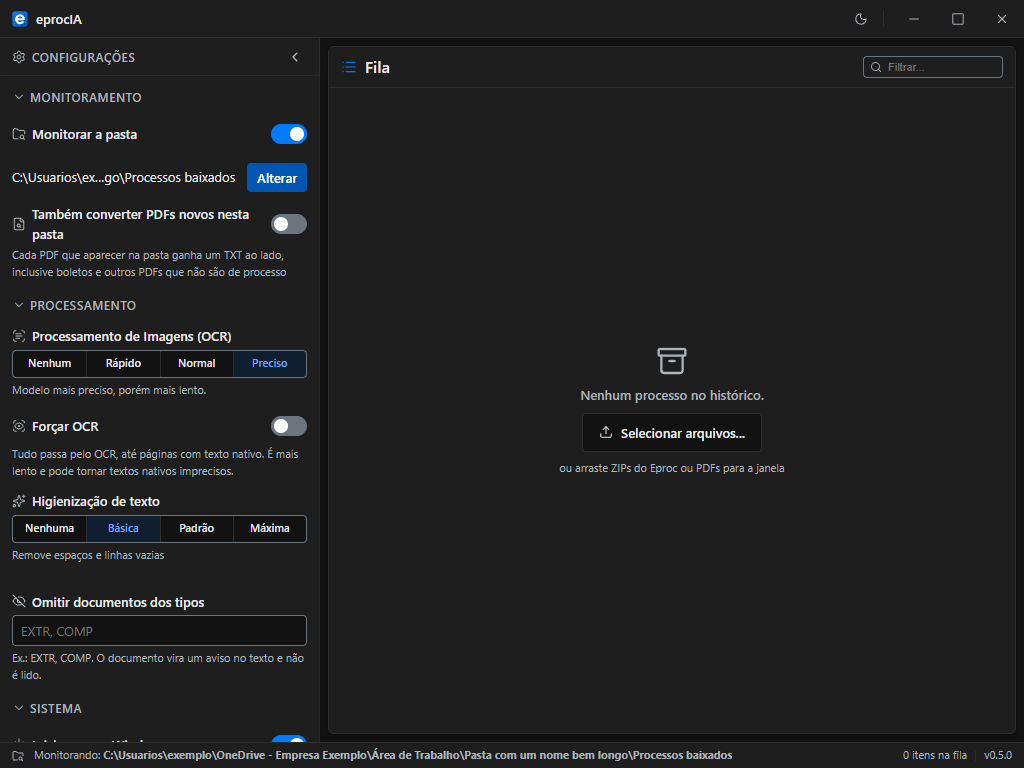 eprocIA
CONFIGURAÇÕES
MONITORAMENTO
Monitorar a pasta
C:\Usuarios\ex...go\Processos baixados
Alterar
Também converter PDFs novos nesta
pasta
Cada PDF que aparecer na pasta ganha um TXT ao lado,
inclusive boletos e outros PDFs que não são de processo
PROCESSAMENTO
Processamento de Imagens (OCR)
Nenhum Rápido Normal Preciso
Modelo mais preciso, porém mais lento.
Forçar OCR
Tudo passa pelo OCR, até páginas com texto nativo. É mais
lento e pode tornar textos nativos imprecisos.
Higienização de texto
Nenhuma Básica Padrão Máxima
Remove espaços e linhas vazias
Omitir documentos dos tipos
EXTR, COMP
Ex.: EXTR, COMP. O documento vira um aviso no texto e não
é lido.
SISTEMA
Fila
Filtrar...
Nenhum processo no histórico.
Selecionar arquivos...
ou arraste ZIPs do Eproc ou PDFs para a janela
Monitorando: C:\Usuarios\exemplo\OneDrive - Empresa Exemplo\Área de Trabalho\Pasta com um nome bem longo\Processos baixados
0 itens na fila
v0.5.0